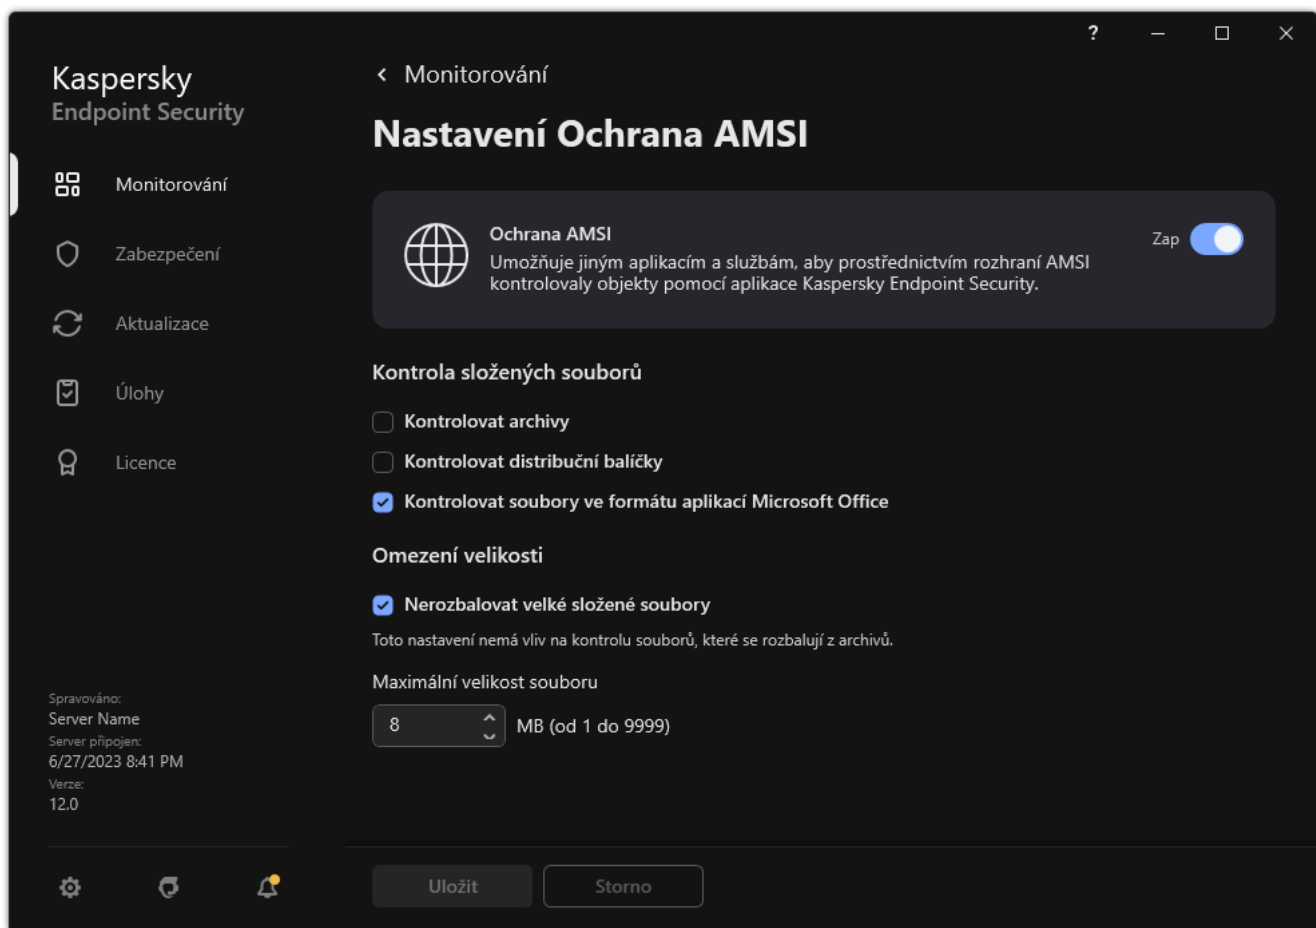 ?
Kaspersky
Endpoint Security
Monitorování
Zabezpečení
Aktualizace
Úlohy
Licence
Spravováno:
Server Name
Server připojen:
6/27/2023 8:41 PM
Verze:
12.0
Monitorování
Nastavení Ochrana AMSI
Ochrana AMSI
Zap
Umožňuje jiným aplikacím a službám, aby prostřednictvím rozhraní AMSI
kontrolovaly objekty pomocí aplikace Kaspersky Endpoint Security.
Kontrola složených souborů
Kontrolovat archivy
Kontrolovat distribuční balíčky
Kontrolovat soubory ve formátu aplikací Microsoft Office
Omezení velikosti
Nerozbalovat velké složené soubory
Toto nastavení nemá vliv na kontrolu souborů, které se rozbalují z archivů.
Maximální velikost souboru
8 MB (od 1 do 9999)
Uložit Storno